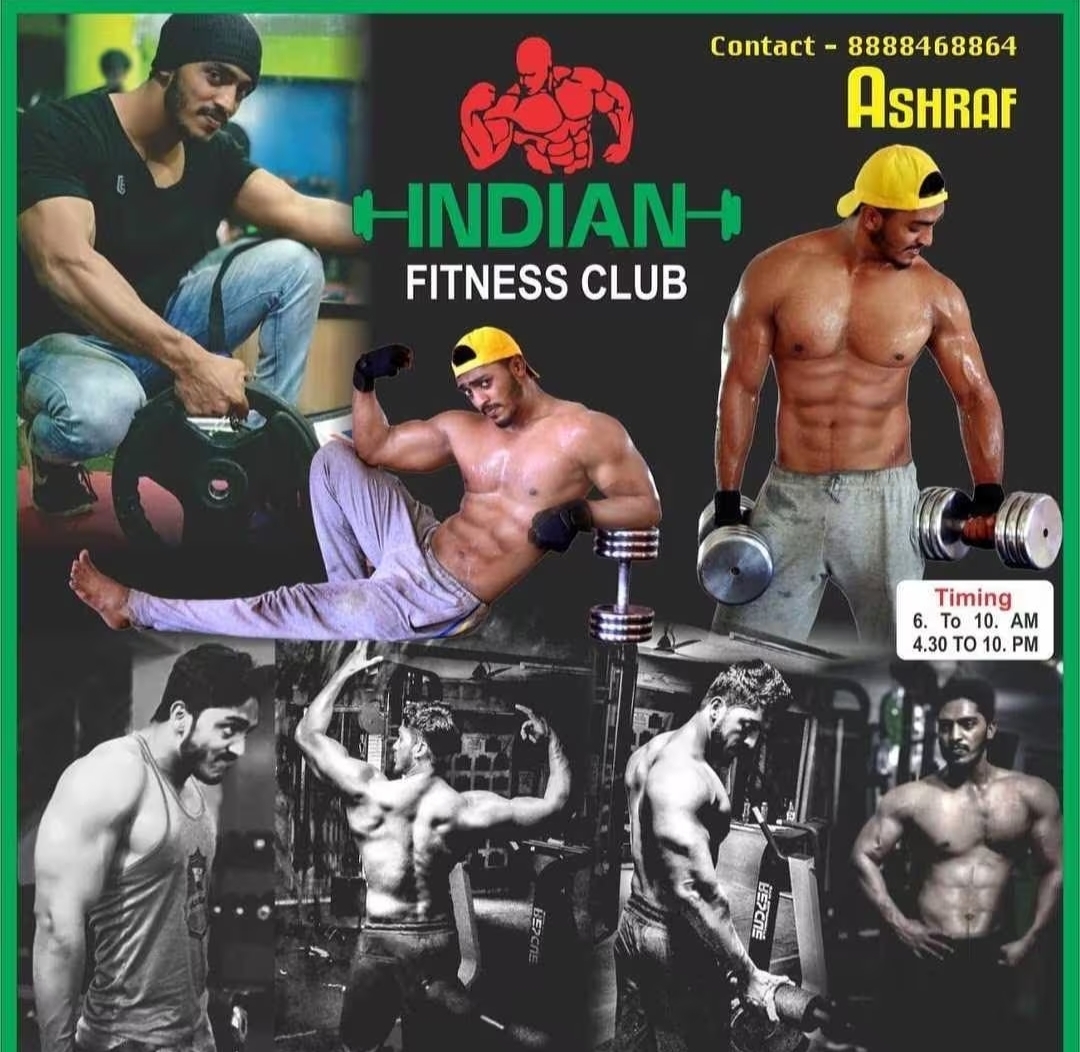 Contact - 8888468864
ASHRAF
INDIAN
FITNESS CLUB
Timing
6. To 10. AM
4.30 TO 10. PM